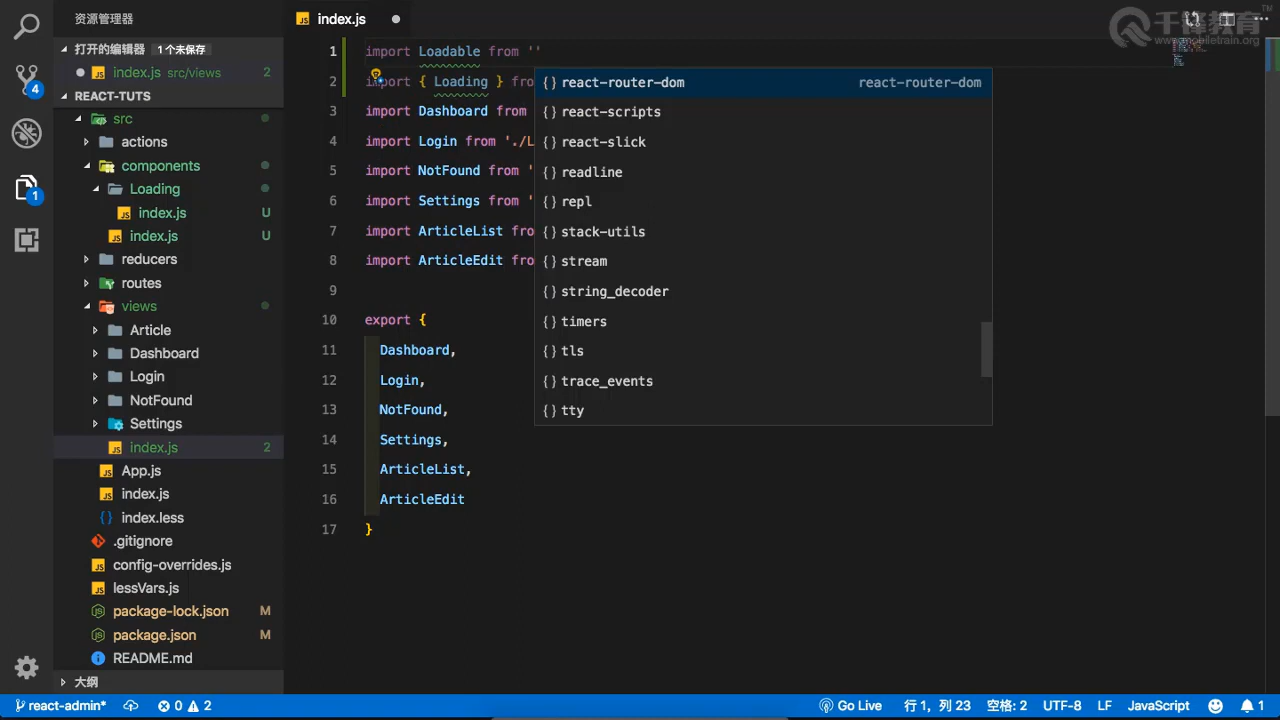 资源管理器
打开的编辑器 1 个未保存
index.js src/views 2
REACT-TUTS
src
actions
components
Loading
index.js U
index.js U
reducers
routes
views
Article
Dashboard
Login
NotFound
Settings
index.js 2
App.js
index.js
index.less
.gitignore
config-overrides.js
lessVars.js
package-lock.json M
package.json M
README.md
大纲
4
1
index.js
千锋教育
www.mobiletrain.org
TM
1 import Loadable from ''
2 import { Loading } fro
3 import Dashboard from
4 import Login from './L
5 import NotFound from '
6 import Settings from '
7 import ArticleList fro
8 import ArticleEdit fro
9
10 export {
11 Dashboard,
12 Login,
13 NotFound,
14 Settings,
15 ArticleList,
16 ArticleEdit
17 }
{} react-router-dom react-router-dom
{} react-scripts
{} react-slick
{} readline
{} repl
{} stack-utils
{} stream
{} string_decoder
{} timers
{} tls
{} trace_events
{} tty
react-admin* 0 2 Go Live 行 1，列 23 空格: 2 UTF-8 LF JavaScript 1